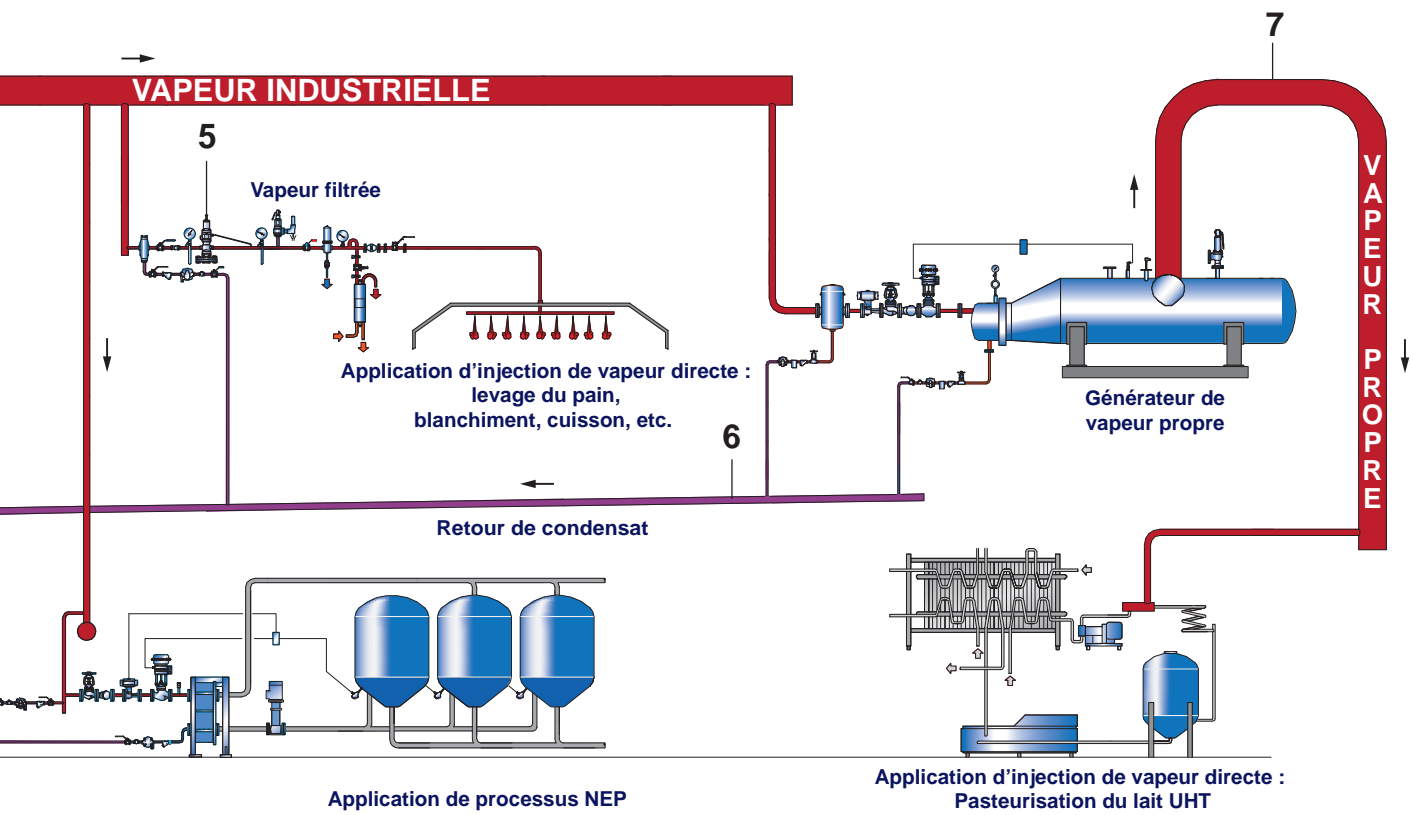 7
VAPEUR INDUSTRIELLE
5
Vapeur filtrée
VAPEUR PROPRE
Application d’injection de vapeur directe :
levage du pain,
blanchiment, cuisson, etc.
Générateur de
vapeur propre
6
Retour de condensat
Application de processus NEP
Application d’injection de vapeur directe :
Pasteurisation du lait UHT